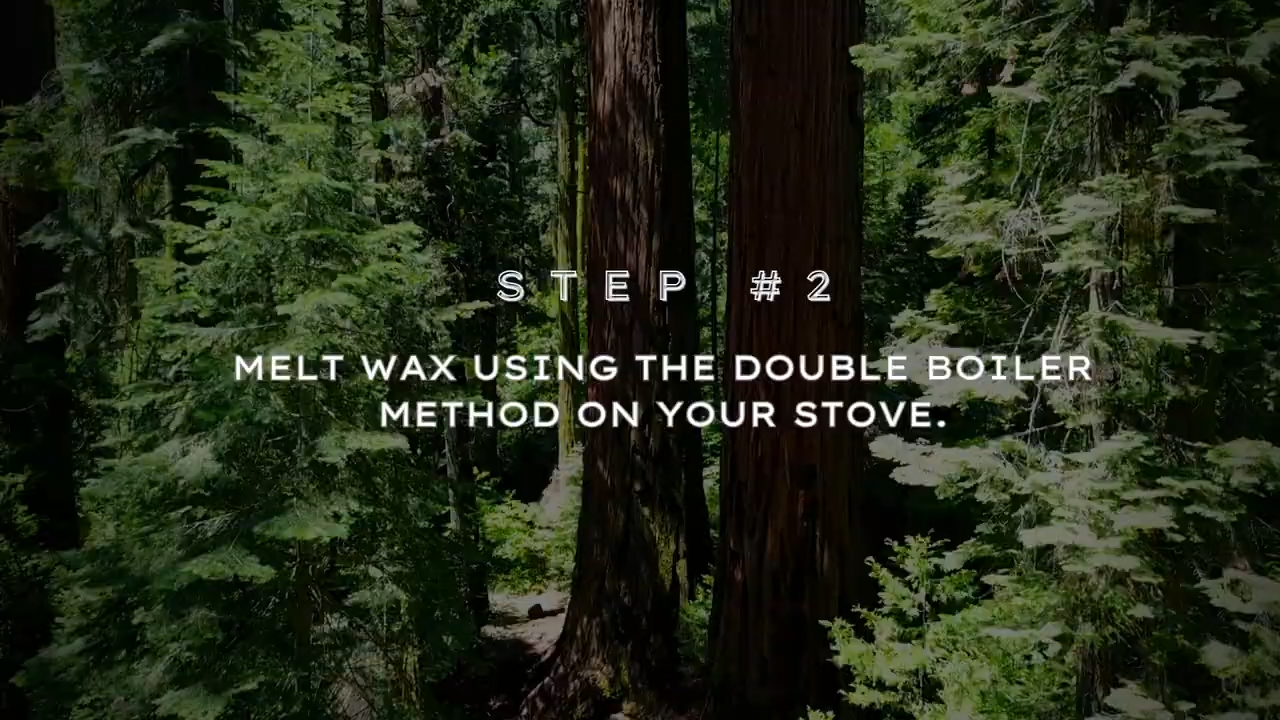 STEP #2
MELT WAX USING THE DOUBLE BOILER
METHOD ON YOUR STOVE.